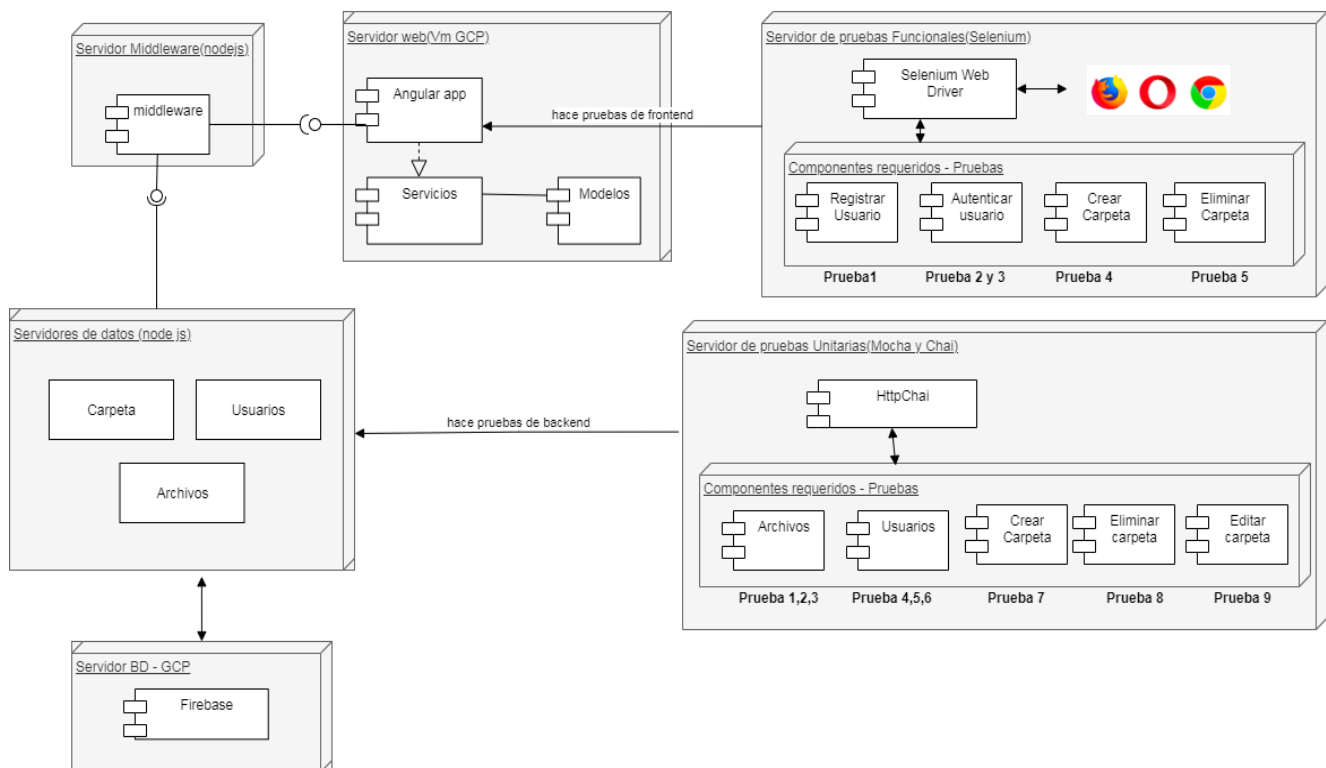 Servidor Middleware(nodejs)
middleware
Servidor web(Vm GCP)
Angular app
Servicios
Modelos
hace pruebas de frontend
Servidor de pruebas Funcionales(Selenium)
Selenium Web
Driver
Componentes requeridos - Pruebas
Registrar
Usuario
Autenticar
usuario
Crear
Carpeta
Eliminar
Carpeta
Prueba1
Prueba 2 y 3
Prueba 4
Prueba 5
Servidores de datos (node js)
Carpeta
Usuarios
Archivos
hace pruebas de backend
Servidor de pruebas Unitarias(Mocha y Chai)
HttpChai
Componentes requeridos - Pruebas
Archivos
Usuarios
Crear
Carpeta
Eliminar
carpeta
Editar
carpeta
Prueba 1,2,3
Prueba 4,5,6
Prueba 7
Prueba 8
Prueba 9
Servidor BD - GCP
Firebase